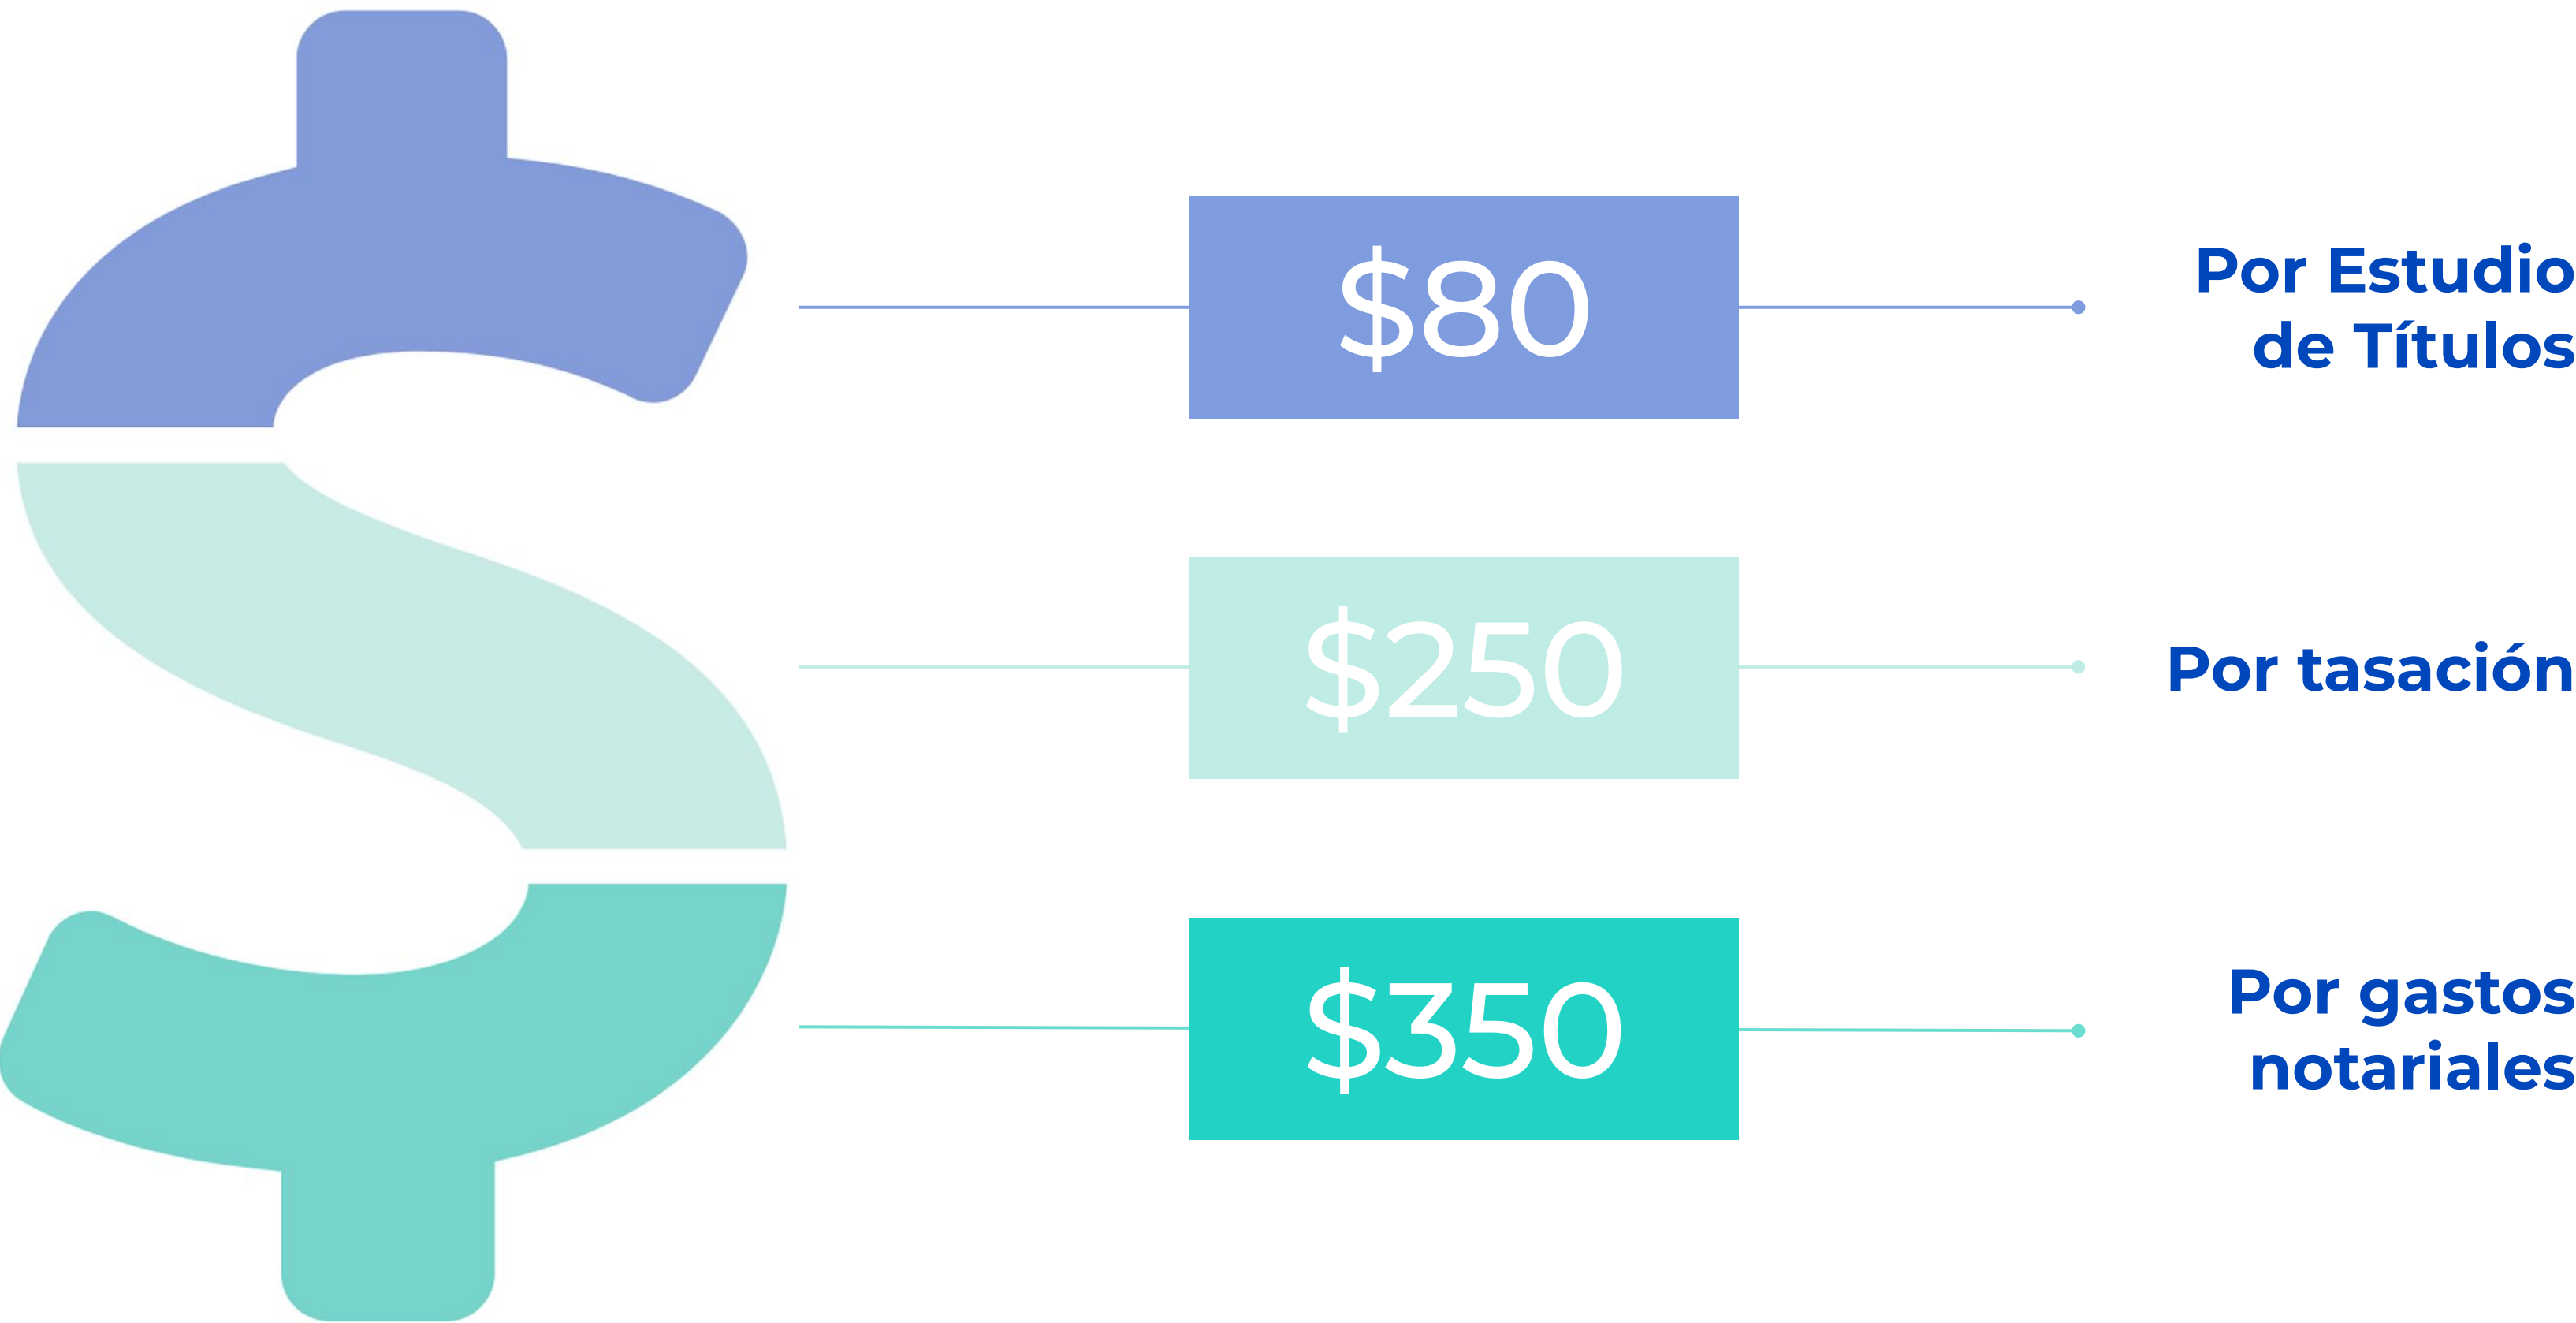 $80
Por Estudio
de Títulos
$250
Por tasación
$350
Por gastos
notariales